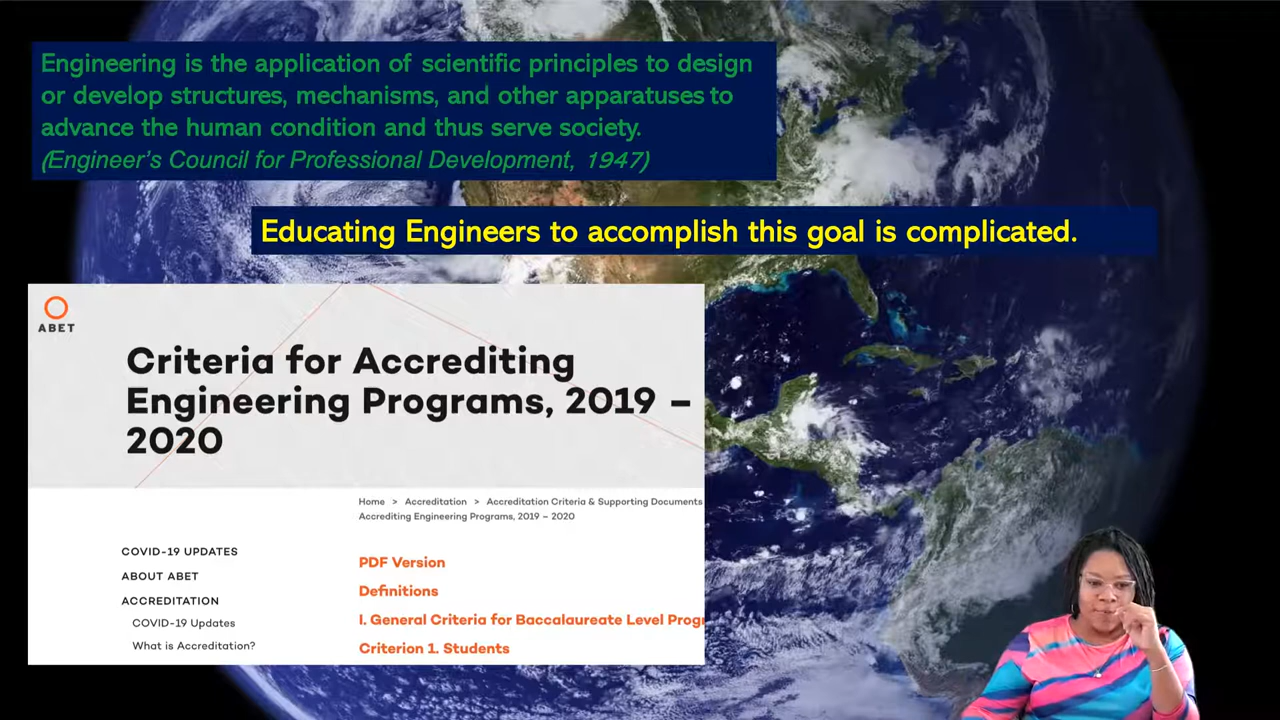 Engineering is the application of scientific principles to design
or develop structures, mechanisms, and other apparatuses to
advance the human condition and thus serve society.
(Engineer's Council for Professional Development, 1947)
Educating Engineers to accomplish this goal is complicated.
ABET
Criteria for Accrediting
Engineering Programs, 2019 –
2020
Home > Accreditation > Accreditation Criteria & Supporting Documents
Accrediting Engineering Programs, 2019 – 2020
COVID-19 UPDATES
ABOUT ABET
ACCREDITATION
COVID-19 Updates
What is Accreditation?
PDF Version
Definitions
I. General Criteria for Baccalaureate Level Progr
Criterion 1. Students